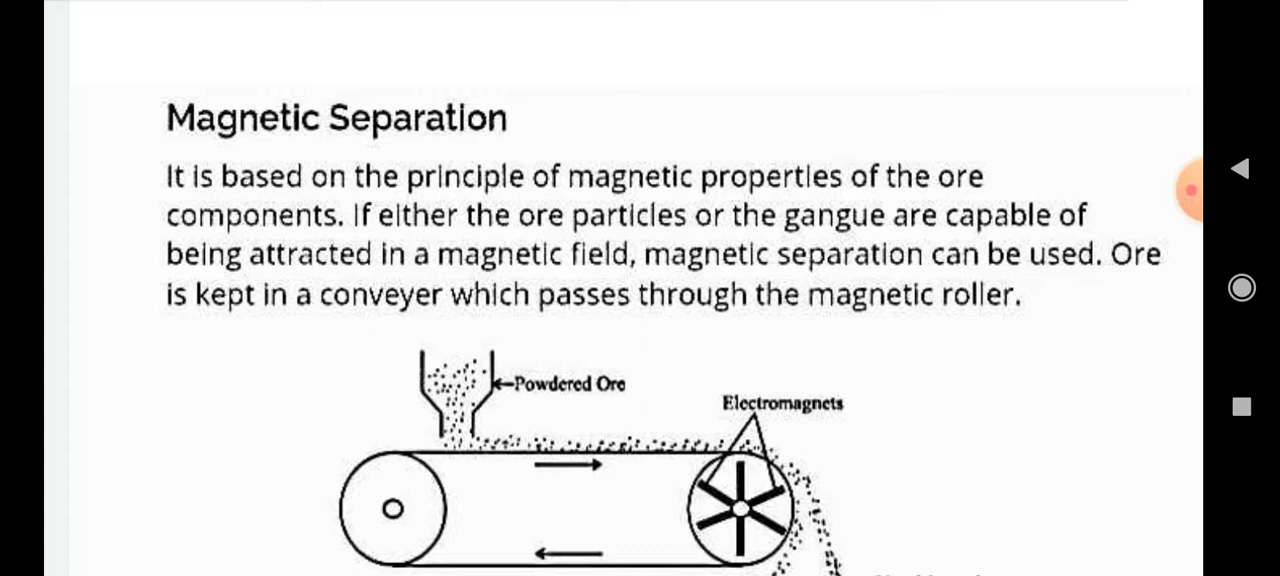 Magnetic Separation
It is based on the principle of magnetic properties of the ore
components. If either the ore particles or the gangue are capable of
being attracted in a magnetic field, magnetic separation can be used. Ore
is kept in a conveyer which passes through the magnetic roller.
Powdered Ore
Electromagnets